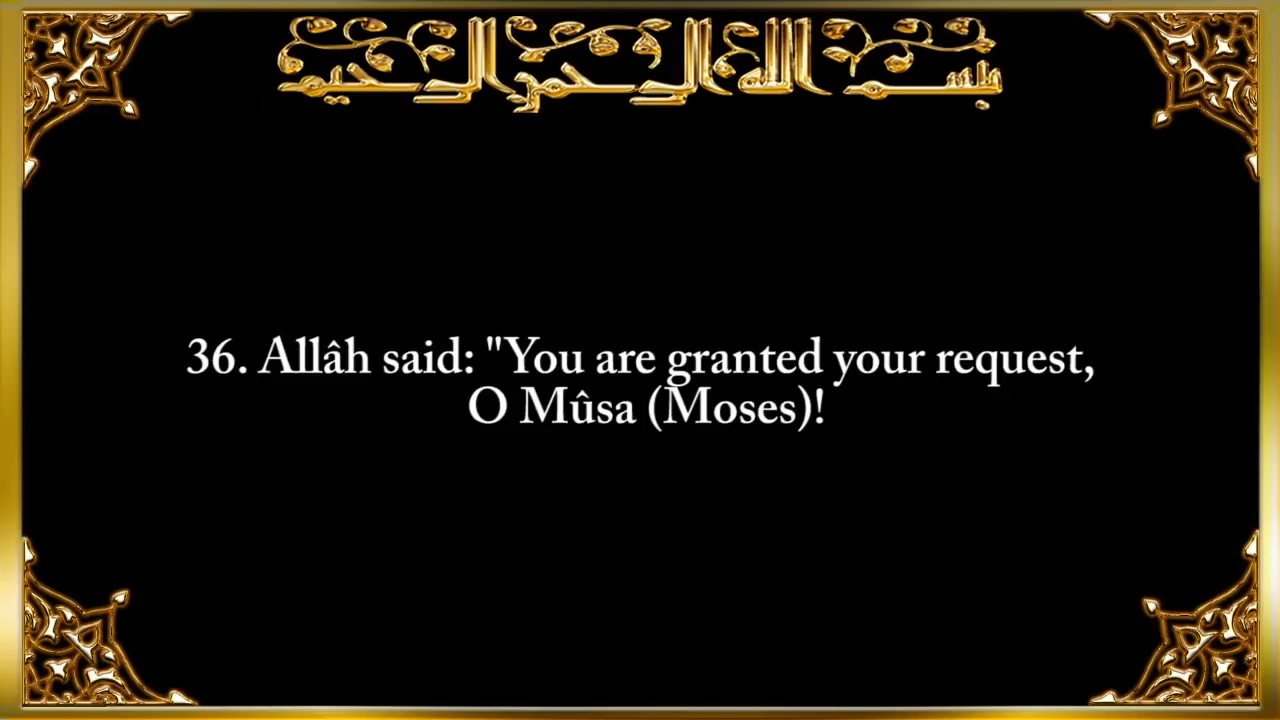 بسم الله الرحمن الرحيم
36. Allâh said: "You are granted your request,
O Mûsa (Moses)!